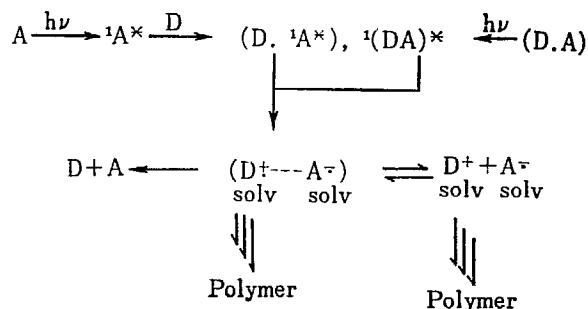 hν D hν
A ¹A* (D. ¹A*), ¹(DA)* (D.A)
D+A (D⁺---A⁻) D⁺+A⁻
solv solv solv solv
Polymer Polymer